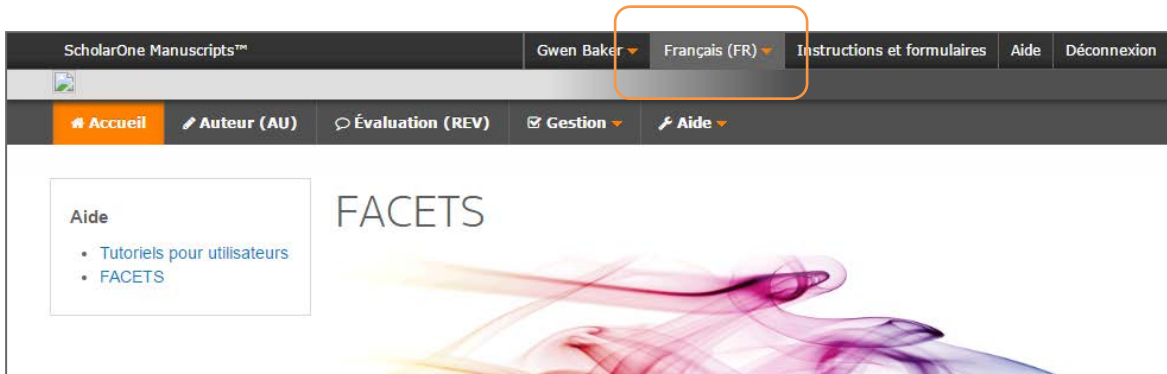 ScholarOne Manuscripts™ Gwen Baker Français (FR) Instructions et formulaires Aide Déconnexion
Accueil Auteur (AU) Évaluation (REV) Gestion Aide
Aide
Tutoriels pour utilisateurs
FACETS
FACETS